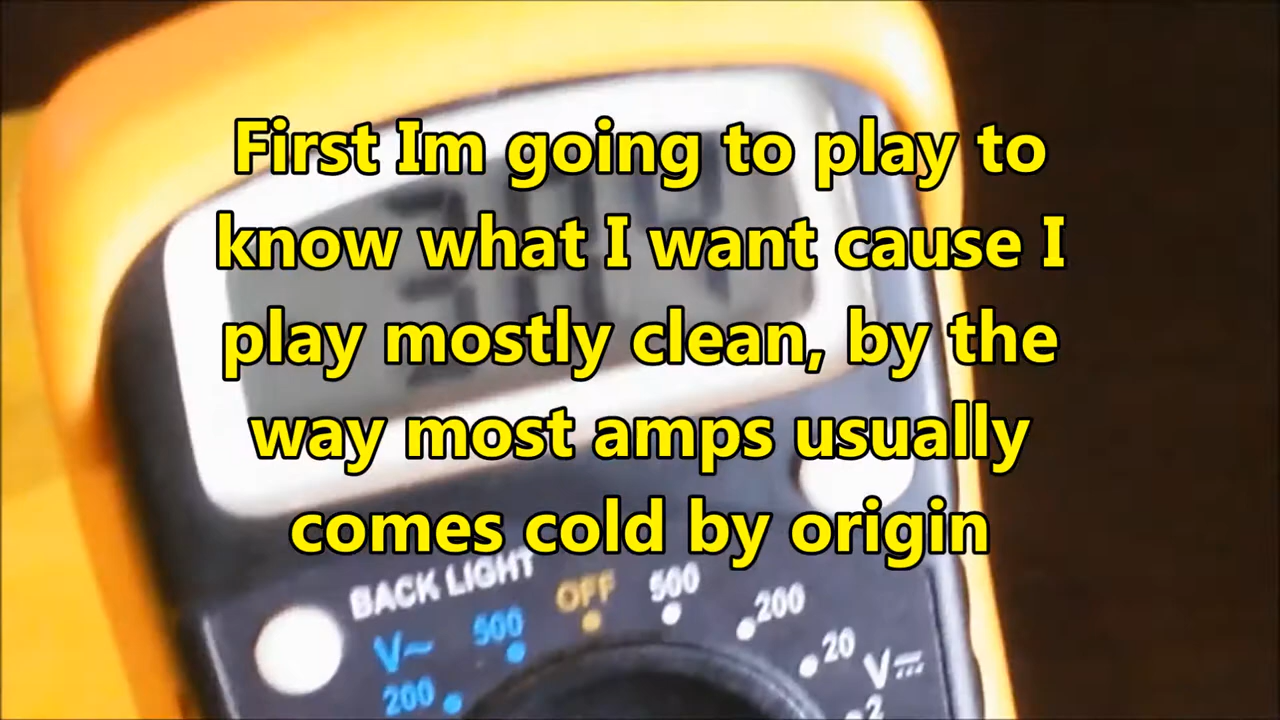 First Im going to play to
know what I want cause I
play mostly clean, by the
way most amps usually
comes cold by origin
BACK LIGHT
OFF
500
200
20
2
V⎓
V~
500
200